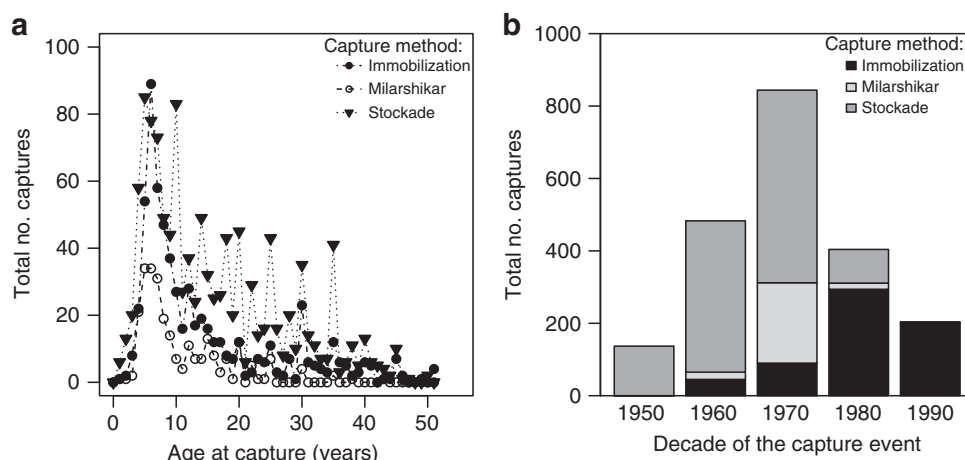 a
100
80
60
40
20
0
Total no. captures
Capture method:
Immobilization
Milarshikar
Stockade
0 10 20 30 40 50
Age at capture (years)
b
1000
800
600
400
200
0
Total no. captures
Capture method:
Immobilization
Milarshikar
Stockade
1950 1960 1970 1980 1990
Decade of the capture event